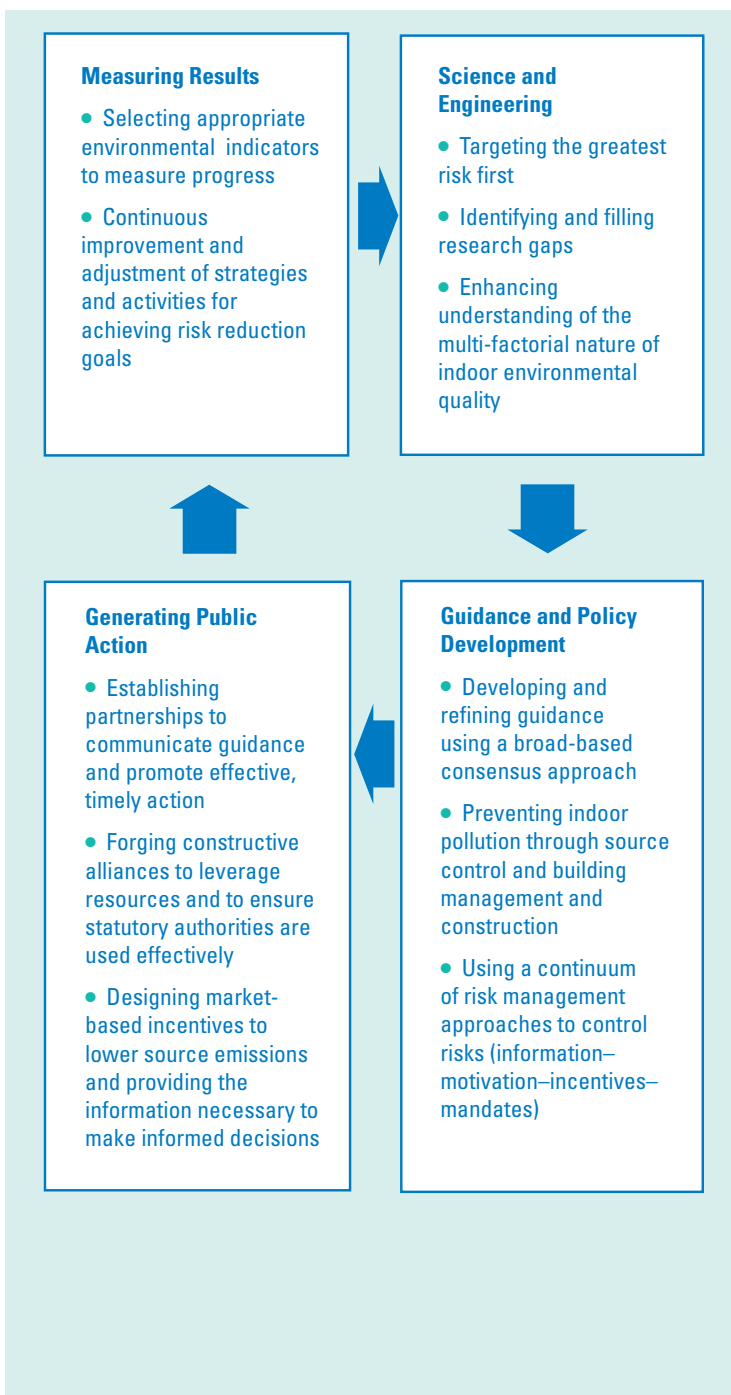 Measuring Results
● Selecting appropriate
environmental indicators
to measure progress
● Continuous
improvement and
adjustment of strategies
and activities for
achieving risk reduction
goals
Science and
Engineering
● Targeting the greatest
risk first
● Identifying and filling
research gaps
● Enhancing
understanding of the
multi-factorial nature of
indoor environmental
quality
Generating Public
Action
● Establishing
partnerships to
communicate guidance
and promote effective,
timely action
● Forging constructive
alliances to leverage
resources and to ensure
statutory authorities are
used effectively
● Designing market-
based incentives to
lower source emissions
and providing the
information necessary to
make informed decisions
Guidance and Policy
Development
● Developing and
refining guidance
using a broad-based
consensus approach
● Preventing indoor
pollution through source
control and building
management and
construction
● Using a continuum
of risk management
approaches to control
risks (information–
motivation–incentives–
mandates)